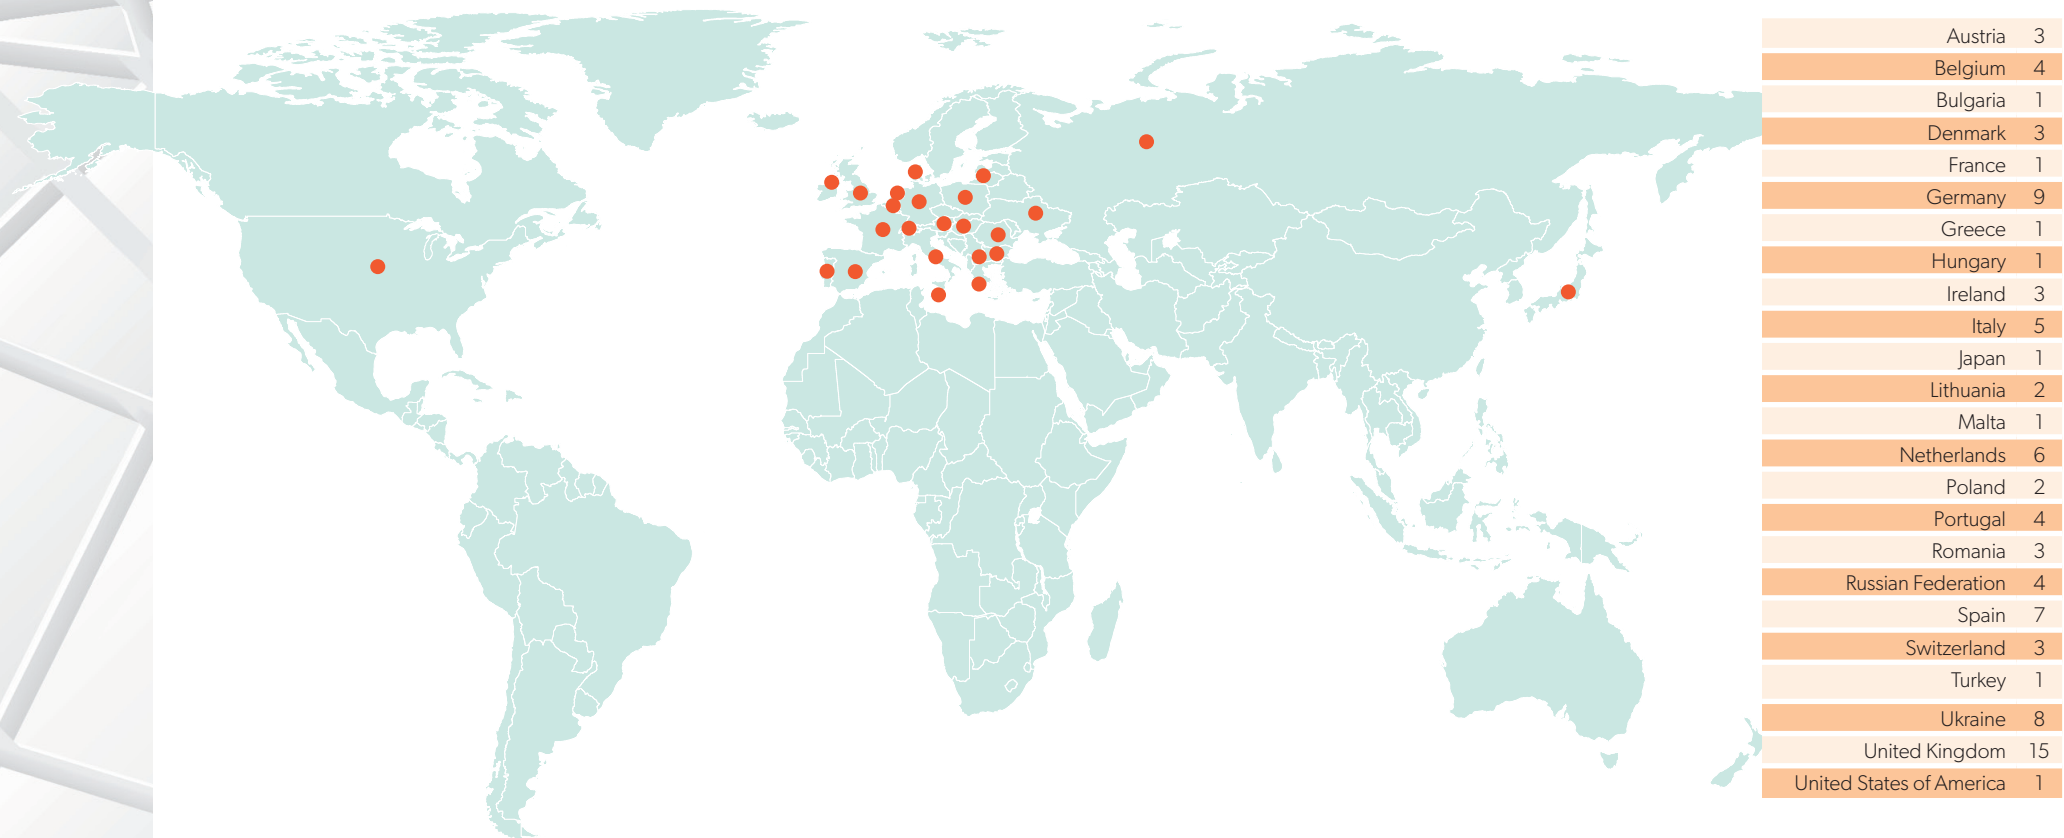 Austria 3
Belgium 4
Bulgaria 1
Denmark 3
France 1
Germany 9
Greece 1
Hungary 1
Ireland 3
Italy 5
Japan 1
Lithuania 2
Malta 1
Netherlands 6
Poland 2
Portugal 4
Romania 3
Russian Federation 4
Spain 7
Switzerland 3
Turkey 1
Ukraine 8
United Kingdom 15
United States of America 1